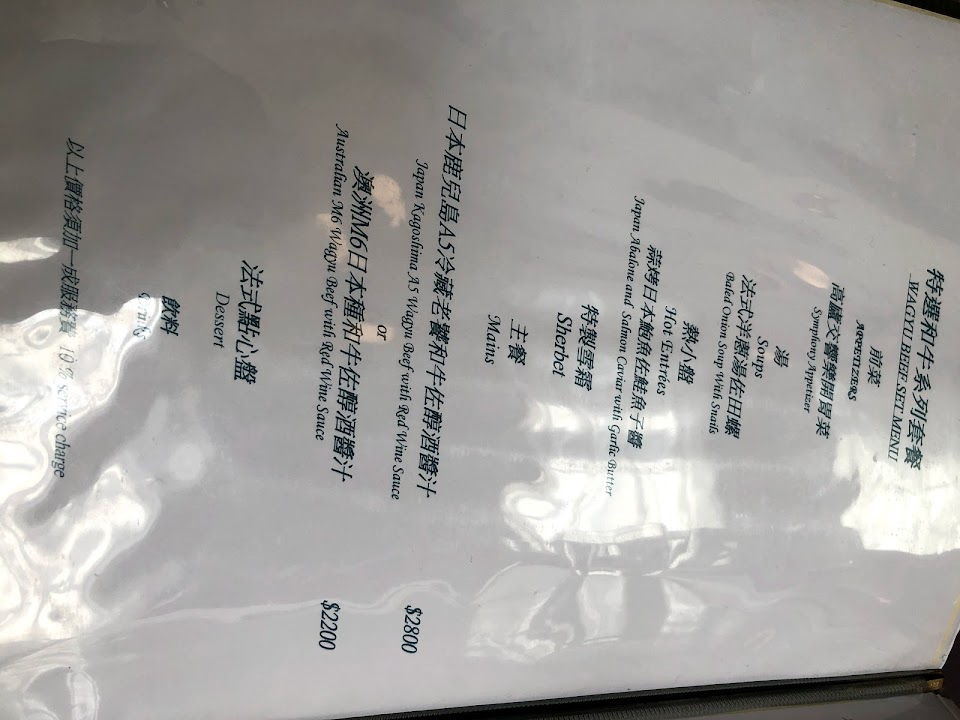 特選和牛系列套餐
WAGYU BEEF SET MENU
前菜
APPETIZERS
高繼交響樂開胃菜
Symphony Appetizer
湯
Soups
法式洋蔥湯佐田螺
Baked Onion Soup With Snails
熱小盤
Hot Entrées
蒜烤日本鮑魚佐鮭魚子醬
Japan Abalone and Salmon Carviar with Garlic Butter
特製雪霜
Sherbet
主餐
Mains
日本鹿兒島A5冷藏老饕和牛佐醇酒醬汁 $2800
Japan Kagoshima A5 Wagyu Beef with Red Wine Sauce
or
澳洲M6日本種和牛佐醇酒醬汁 $2200
Australian M6 Wagyu Beef with Red Wine Sauce
法式點心盤
Dessert
飲料
Drinks
以上價格須加一成服務費 10% service charge